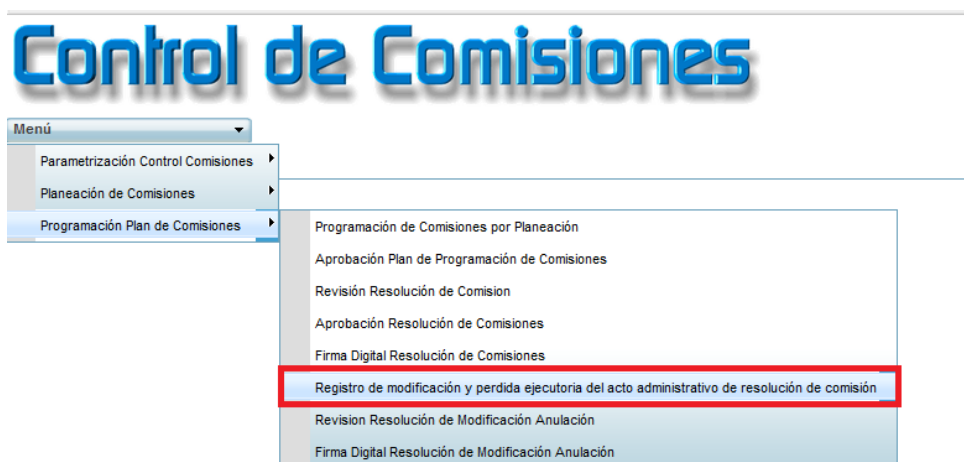 Control de Comisiones
Menú
Parametrización Control Comisiones
Planeación de Comisiones
Programación Plan de Comisiones
Programación de Comisiones por Planeación
Aprobación Plan de Programación de Comisiones
Revisión Resolución de Comision
Aprobación Resolución de Comisiones
Firma Digital Resolución de Comisiones
Registro de modificación y perdida ejecutoria del acto administrativo de resolución de comisión
Revision Resolución de Modificación Anulación
Firma Digital Resolución de Modificación Anulación